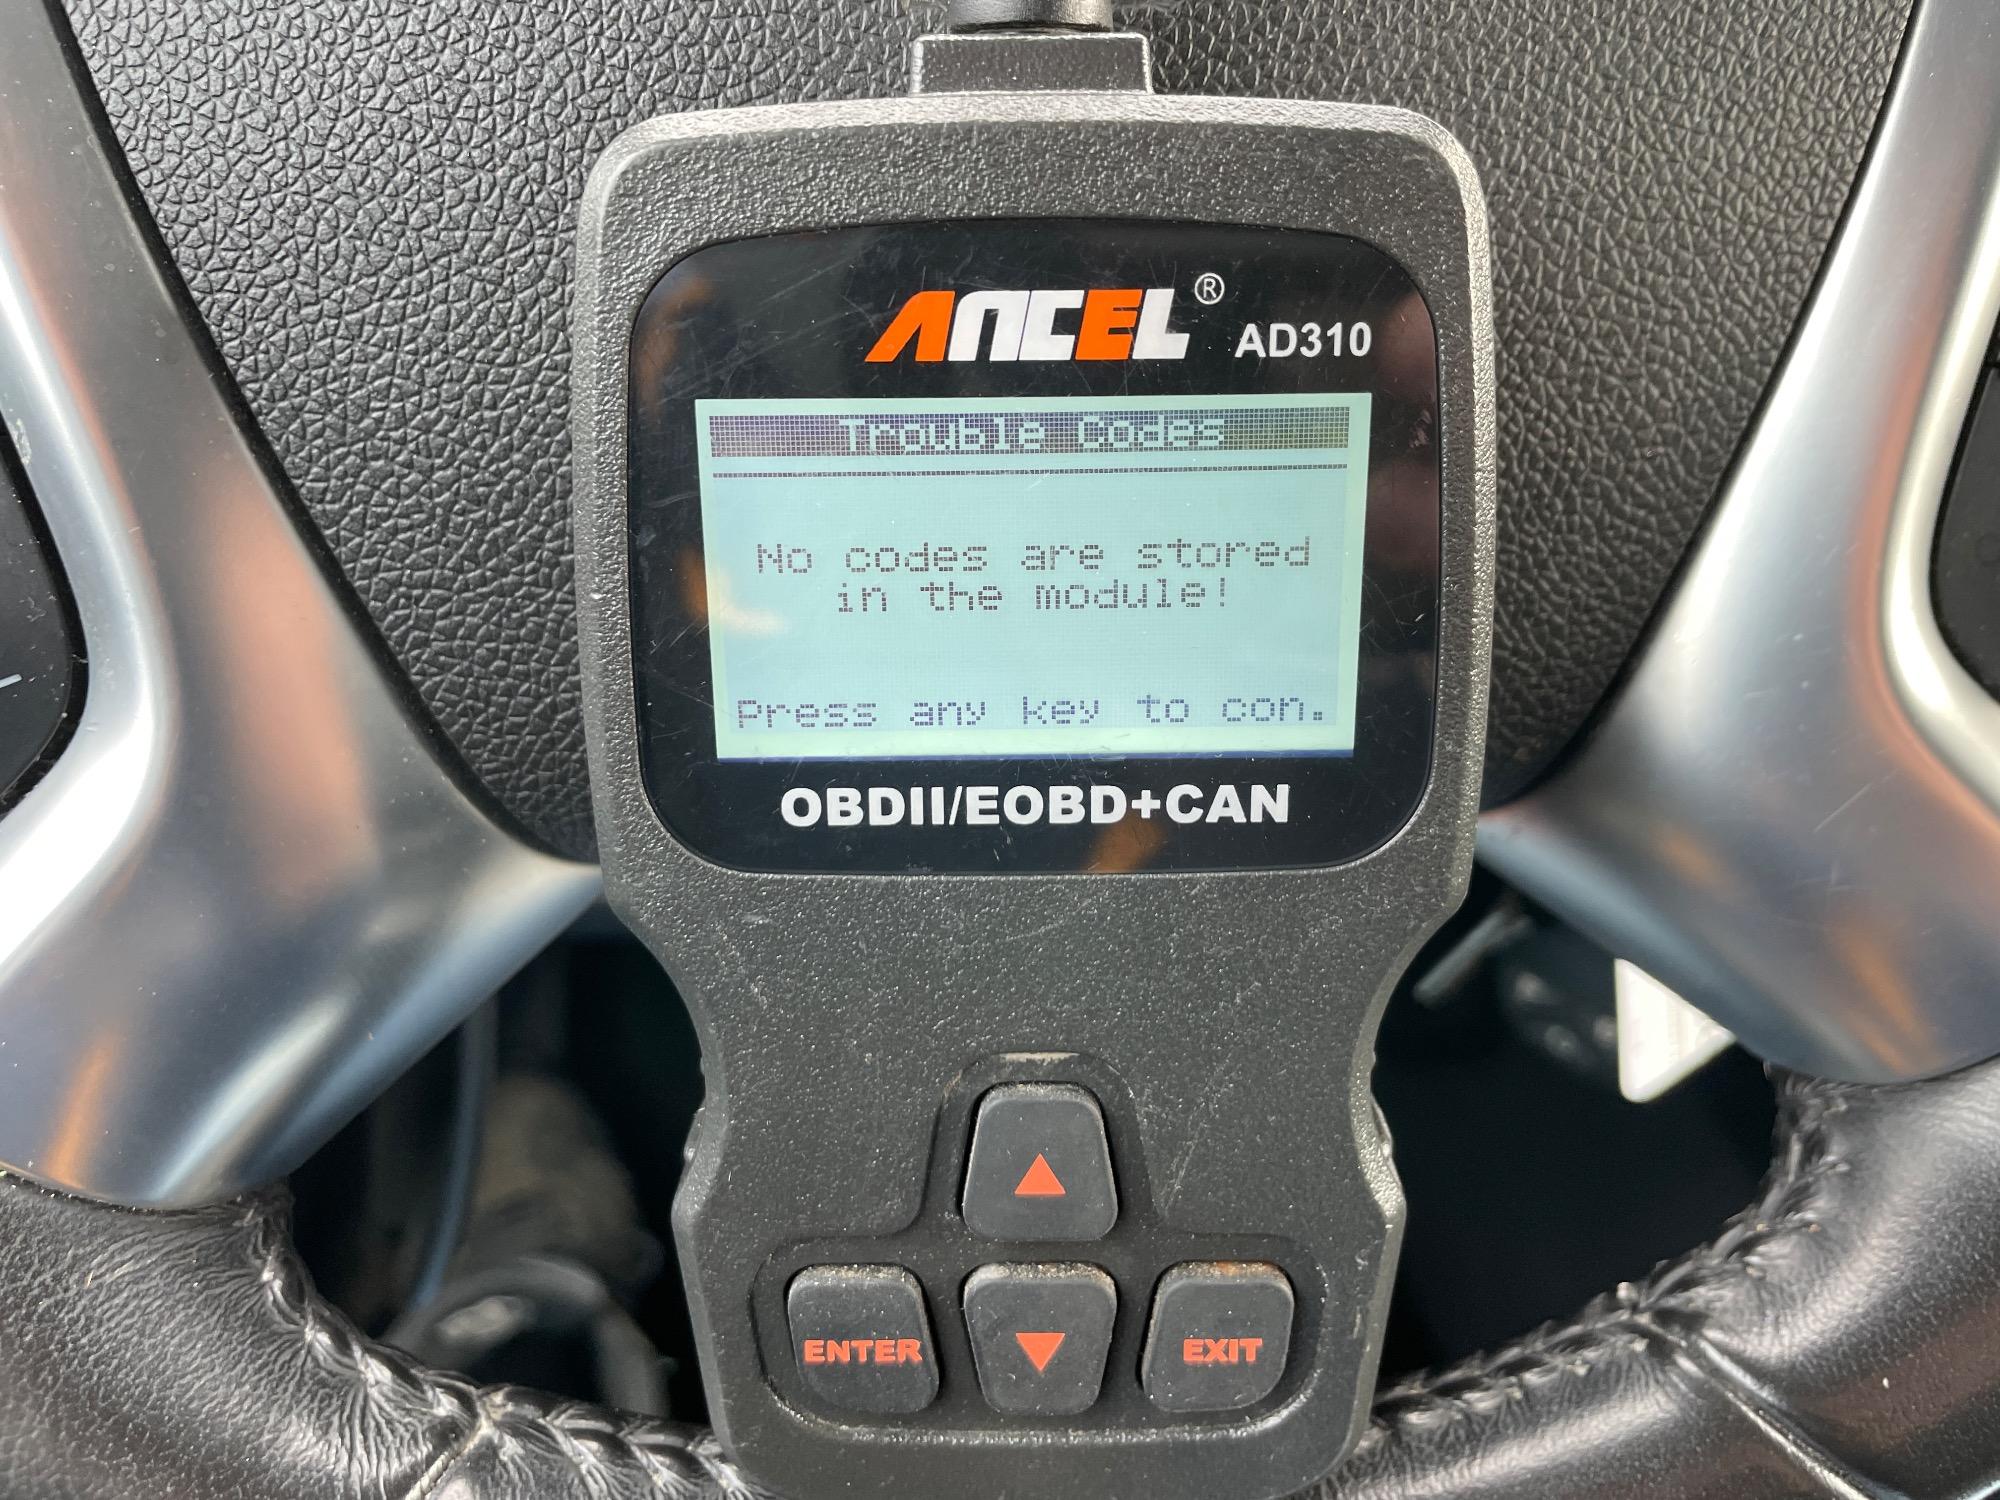 ANCEL® AD310
Trouble Codes
No codes are stored
in the module!
Press any key to con.
OBDII/EOBD+CAN
ENTER
EXIT